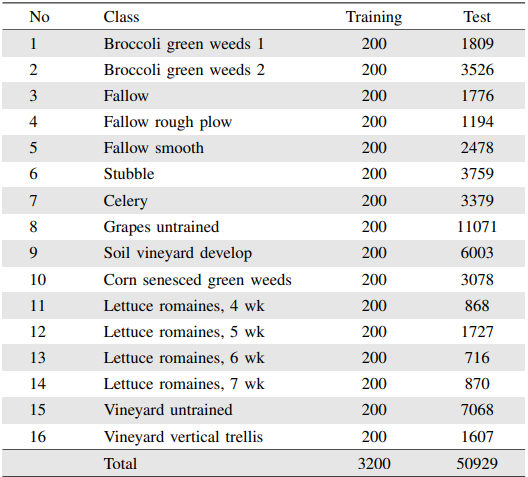 No Class Training Test
1 Broccoli green weeds 1 200 1809
2 Broccoli green weeds 2 200 3526
3 Fallow 200 1776
4 Fallow rough plow 200 1194
5 Fallow smooth 200 2478
6 Stubble 200 3759
7 Celery 200 3379
8 Grapes untrained 200 11071
9 Soil vineyard develop 200 6003
10 Corn senesced green weeds 200 3078
11 Lettuce romaines, 4 wk 200 868
12 Lettuce romaines, 5 wk 200 1727
13 Lettuce romaines, 6 wk 200 716
14 Lettuce romaines, 7 wk 200 870
15 Vineyard untrained 200 7068
16 Vineyard vertical trellis 200 1607
Total 3200 50929